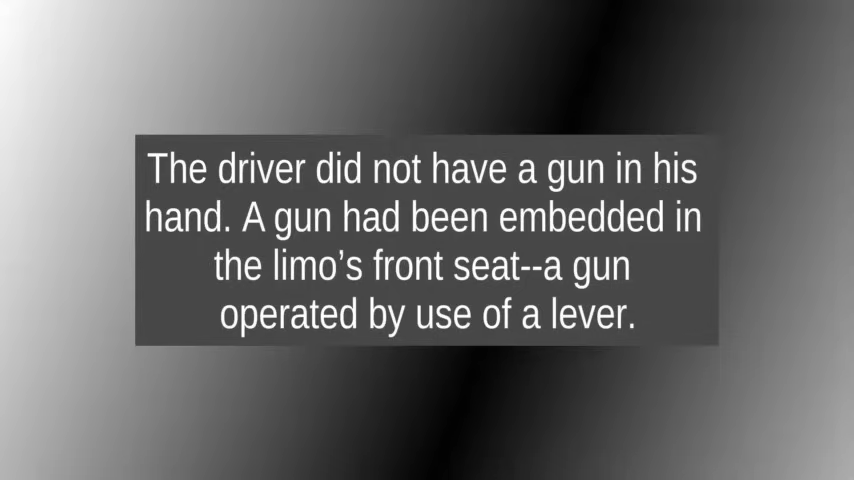 The driver did not have a gun in his
hand. A gun had been embedded in
the limo’s front seat--a gun
operated by use of a lever.